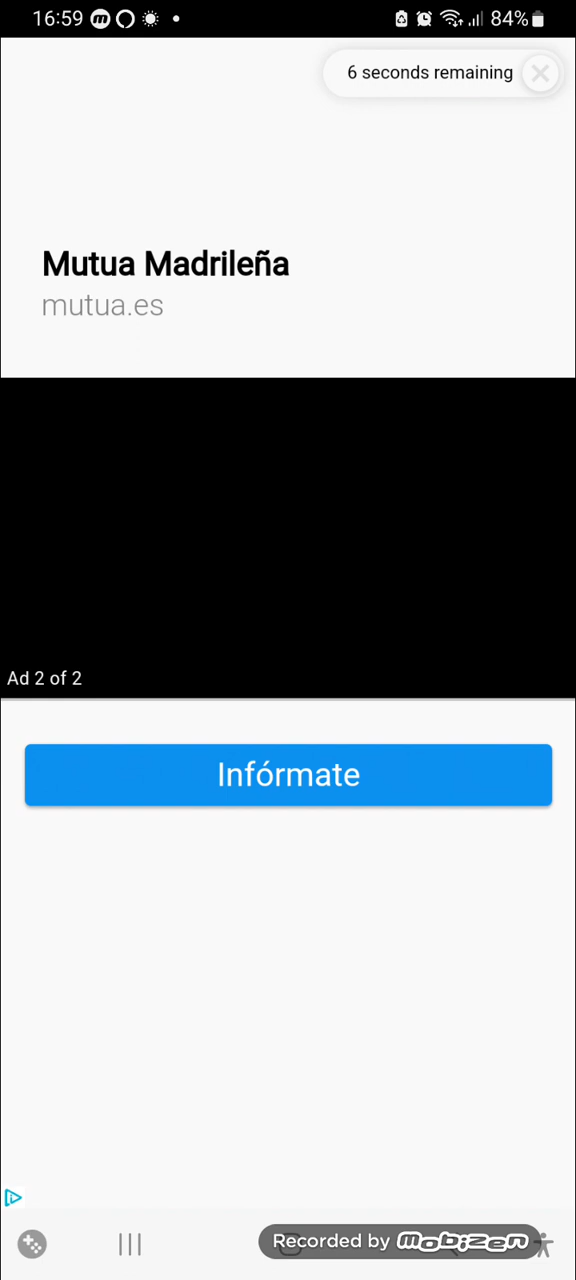 16:59
84%
6 seconds remaining
Mutua Madrileña
mutua.es
Ad 2 of 2
Infórmate
Recorded by mobizen